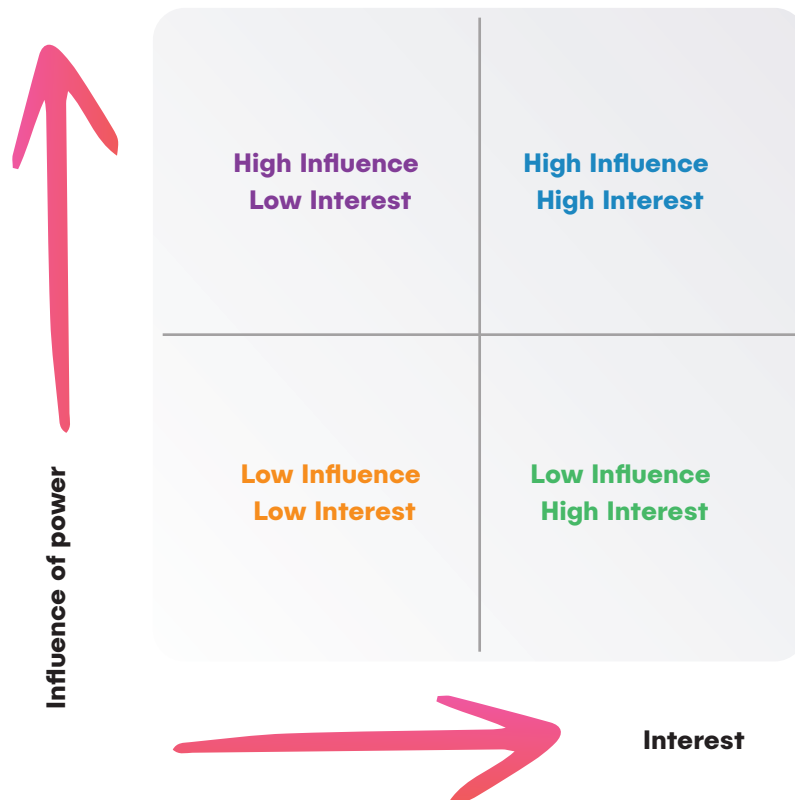 High Influence
Low Interest
High Influence
High Interest
Low Influence
Low Interest
Low Influence
High Interest
Influence of power
Interest